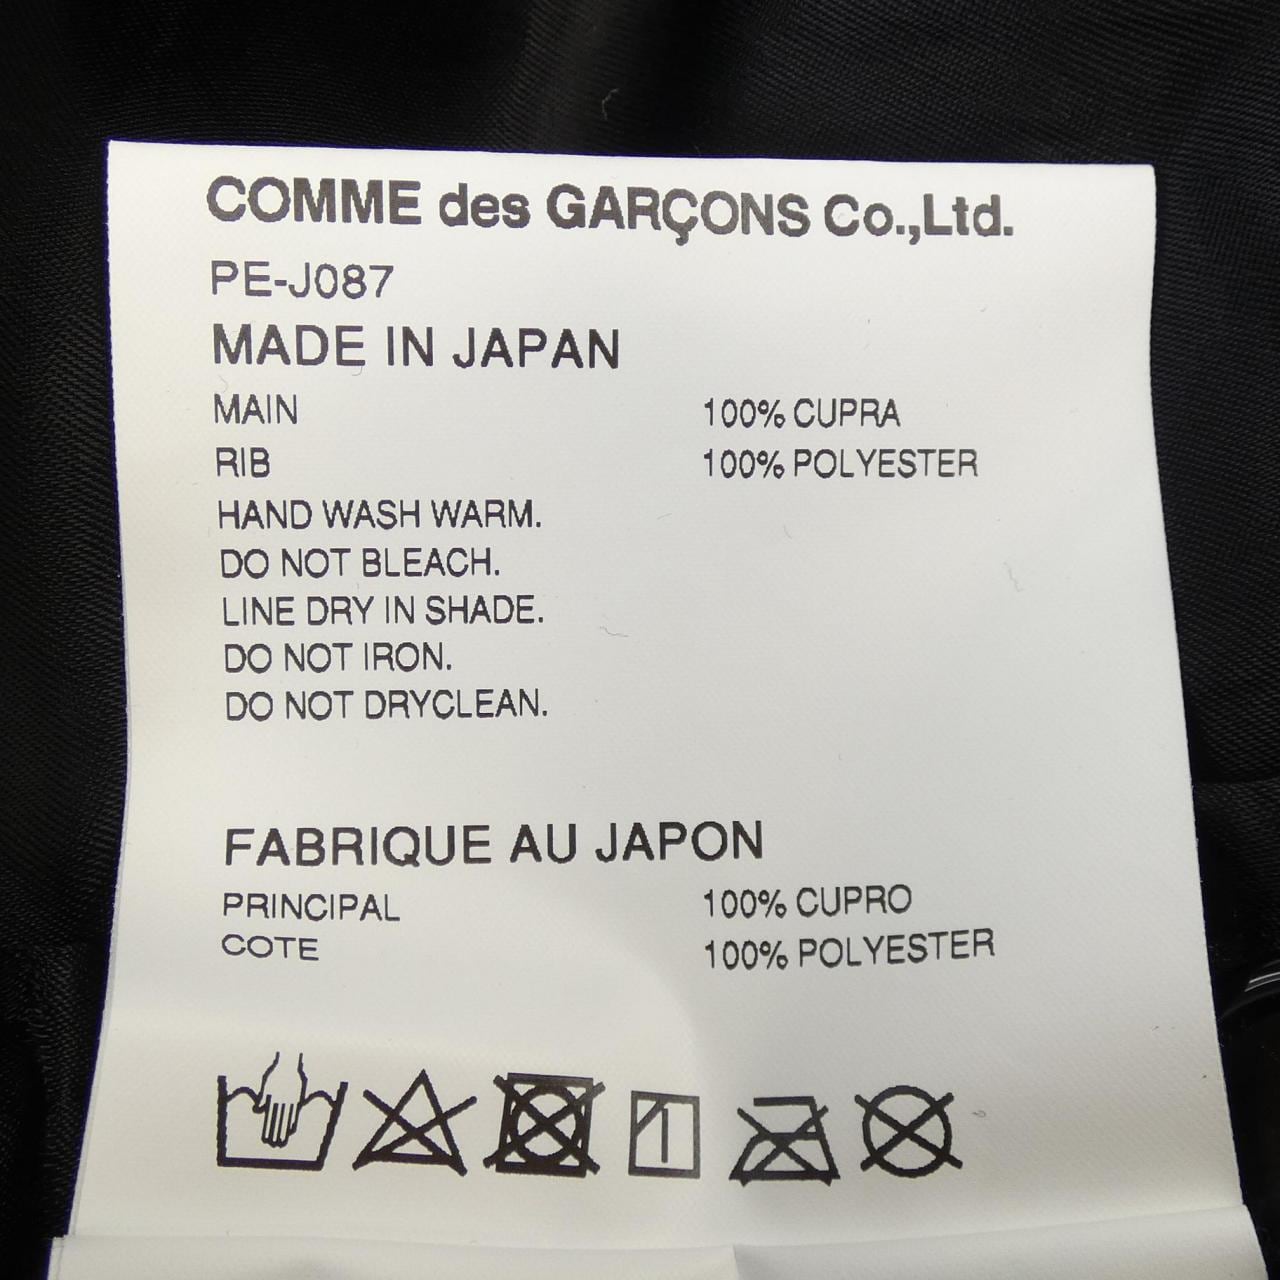 COMME des GARÇONS Co.,Ltd.
PE-J087
MADE IN JAPAN
MAIN 100% CUPRA
RIB 100% POLYESTER
HAND WASH WARM.
DO NOT BLEACH.
LINE DRY IN SHADE.
DO NOT IRON.
DO NOT DRYCLEAN.
FABRIQUE AU JAPON
PRINCIPAL 100% CUPRO
COTE 100% POLYESTER